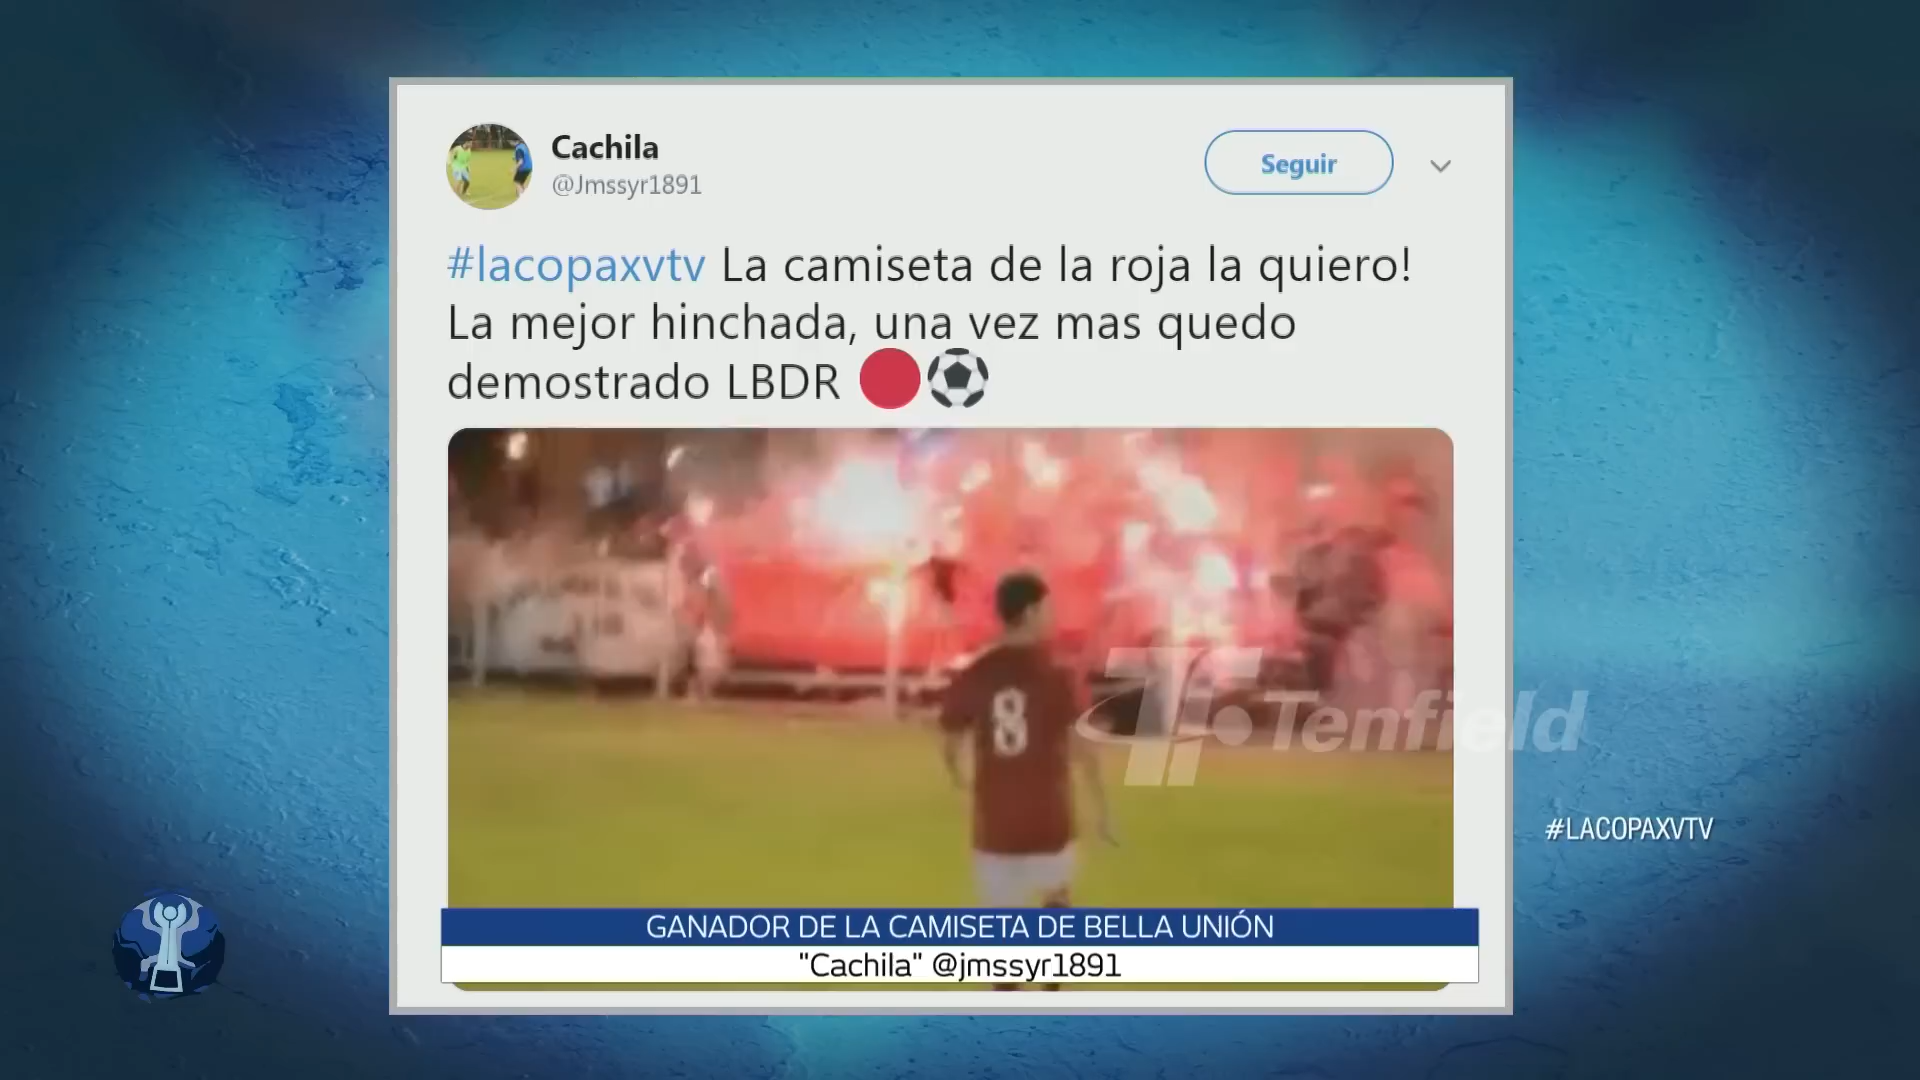 Cachila
@Jmssyr1891
Seguir
#lacopaxvtv La camiseta de la roja la quiero!
La mejor hinchada, una vez mas quedo
demostrado LBDR
8
Tenfield
#LACOPAXVTV
GANADOR DE LA CAMISETA DE BELLA UNIÓN
"Cachila" @jmssyr1891